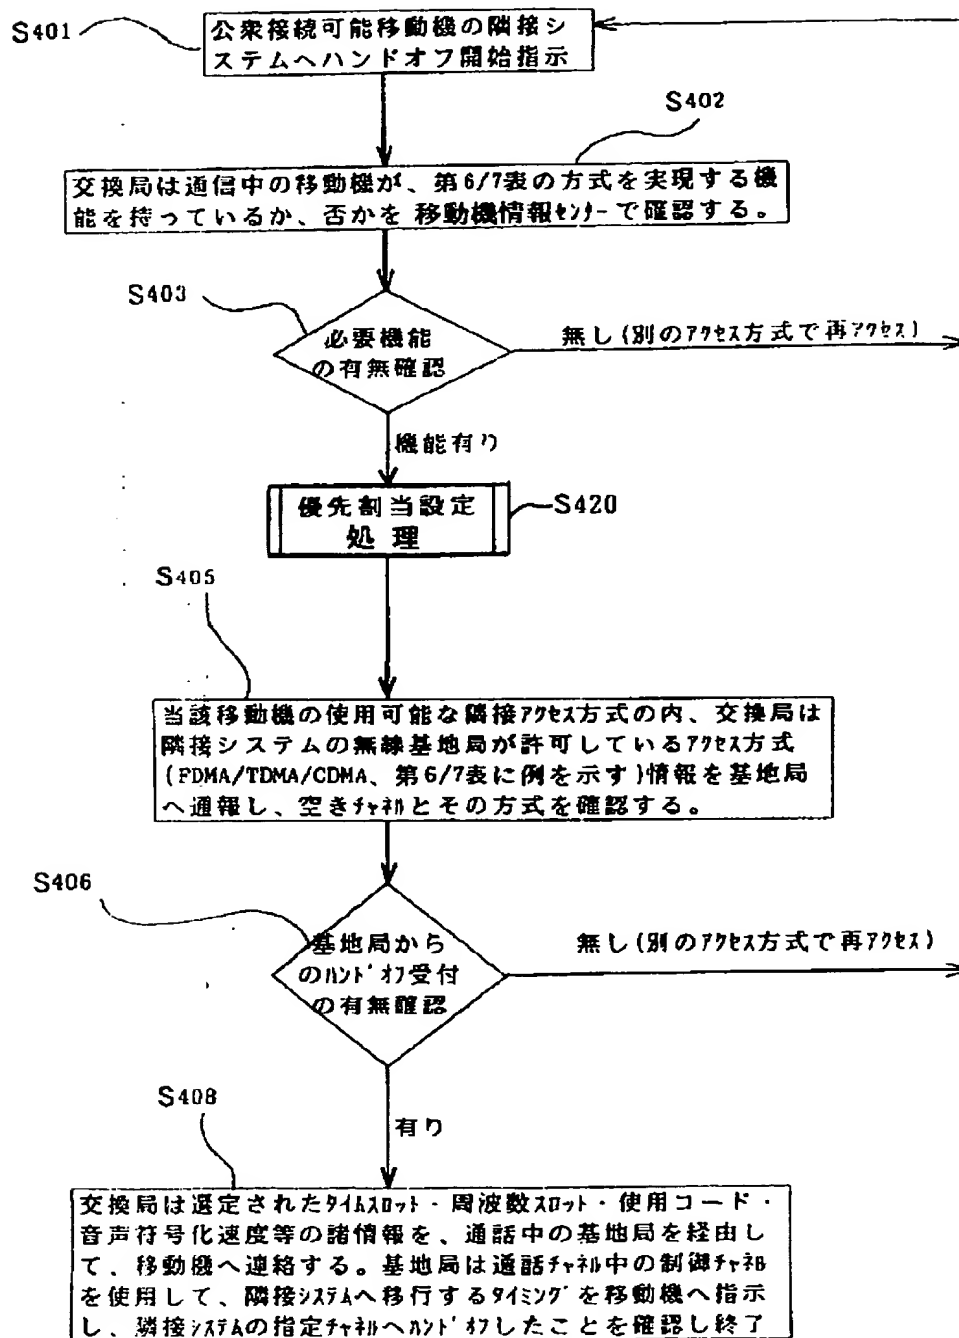 S401
公衆接続可能移動機の隣接シ
ステムへハンドオフ開始指示
S402
交換局は通信中の移動機が、第6/7表の方式を実現する機
能を持っているか、否かを 移動機情報ｾﾝﾀｰで確認する。
S403
必要機能
の有無確認
無し(別のｱｸｾｽ方式で再ｱｸｾｽ)
機能有り
優先割当設定
処 理
S420
S405
当該移動機の使用可能な隣接ｱｸｾｽ方式の内、交換局は
隣接システムの無線基地局が許可しているｱｸｾｽ方式
(FDMA/TDMA/CDMA、第6/7表に例を示す)情報を基地局
へ通報し、空きﾁｬﾈﾙとその方式を確認する。
S406
基地局から
のﾊﾝﾄﾞｵﾌ受付
の有無確認
無し(別のｱｸｾｽ方式で再ｱｸｾｽ)
有り
S408
交換局は選定されたﾀｲﾑｽﾛｯﾄ・周波数ｽﾛｯﾄ・使用コード・
音声符号化速度等の諸情報を、通話中の基地局を経由し
て、移動機へ連絡する。基地局は通話ﾁｬﾈﾙ中の制御ﾁｬﾈﾙ
を使用して、隣接ｼｽﾃﾑへ移行するﾀｲﾐﾝｸﾞを移動機へ指示
し、隣接ｼｽﾃﾑの指定ﾁｬﾈﾙへﾊﾝﾄﾞｵﾌしたことを確認し終了